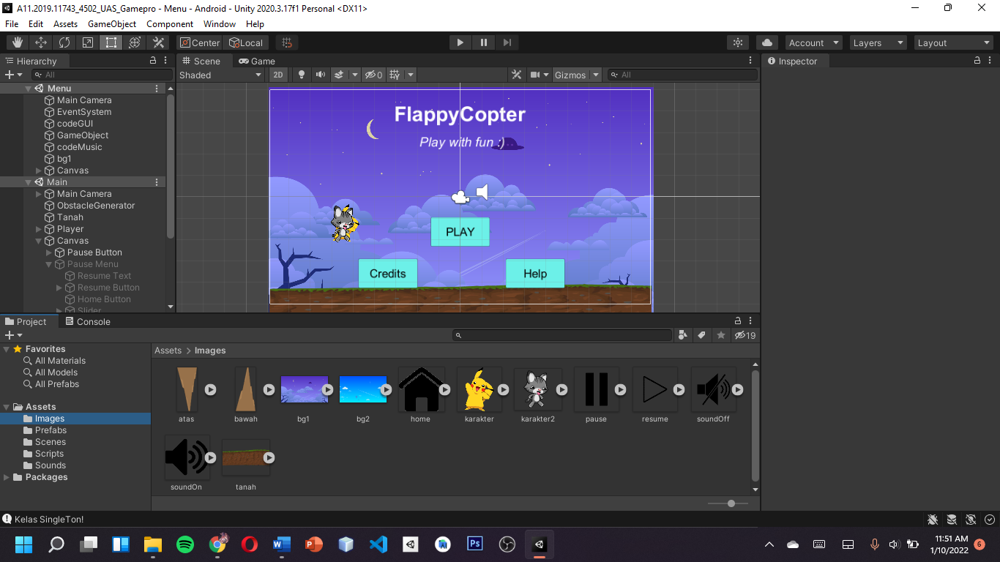 A11.2019.11743_4502_UAS_Gamepro - Menu - Android - Unity 2020.3.17f1 Personal <DX11>
File Edit Assets GameObject Component Window Help
Center Local Account Layers Layout
Hierarchy
All
Menu
Main Camera
EventSystem
codeGUI
GameObject
codeMusic
bg1
Canvas
Main
Main Camera
ObstacleGenerator
Tanah
Player
Canvas
Pause Button
Pause Menu
Resume Text
Resume Button
Home Button
Slider
Scene Game
Shaded 2D 0 Gizmos All
FlappyCopter
Play with fun :)
PLAY
Credits Help
Inspector
Project Console
19
Favorites
All Materials
All Models
All Prefabs
Assets
Images
Prefabs
Scenes
Scripts
Sounds
Packages
Assets > Images
atas bawah bg1 bg2 home karakter karakter2 pause resume soundOff
soundOn tanah
Kelas SingleTon!
11:51 AM
1/10/2022
6